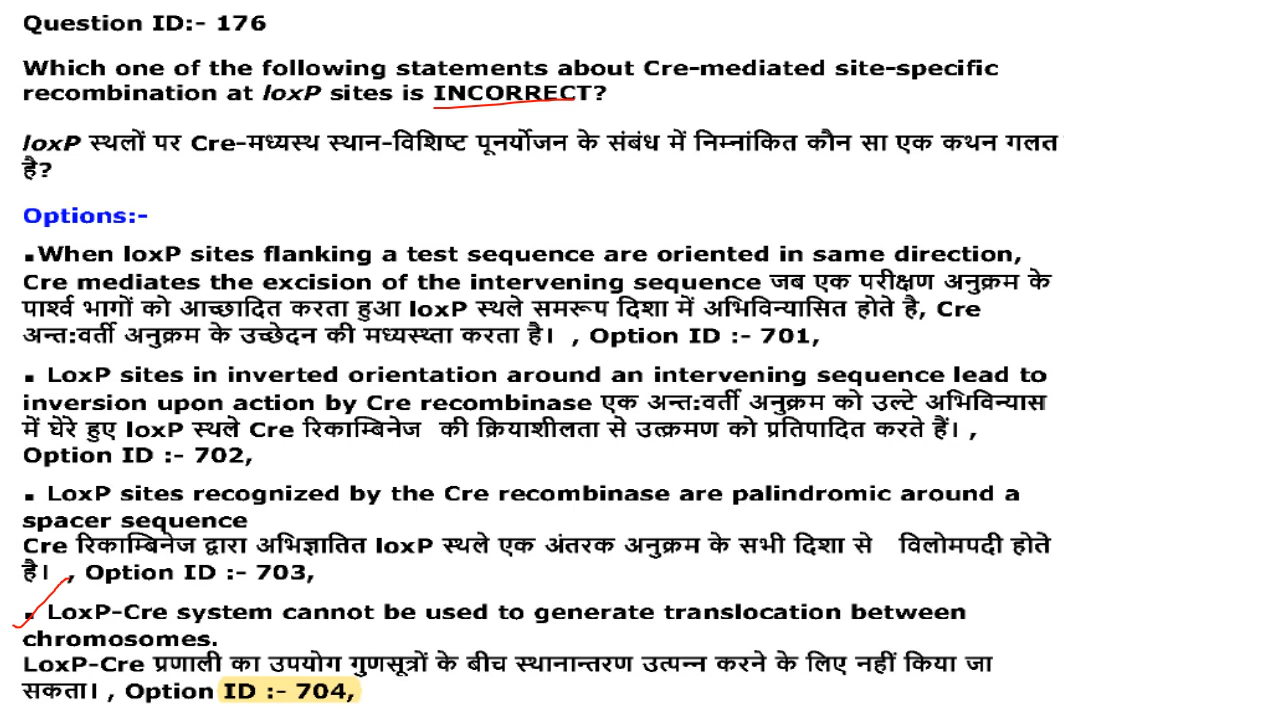 Question ID:- 176
Which one of the following statements about Cre-mediated site-specific
recombination at loxP sites is INCORRECT?
loxP स्थलों पर Cre-मध्यस्थ स्थान-विशिष्ट पूनर्योजन के संबंध में निम्नांकित कौन सा एक कथन गलत
है?
Options:-
▪When loxP sites flanking a test sequence are oriented in same direction,
Cre mediates the excision of the intervening sequence जब एक परीक्षण अनुक्रम के
पार्श्व भागों को आच्छादित करता हुआ loxP स्थले समरूप दिशा में अभिविन्यासित होते है, Cre
अन्त:वर्ती अनुक्रम के उच्छेदन की मध्यस्थ्ता करता है। , Option ID :- 701,
▪ LoxP sites in inverted orientation around an intervening sequence lead to
inversion upon action by Cre recombinase एक अन्त:वर्ती अनुक्रम को उल्टे अभिविन्यास
में घेरे हुए loxP स्थले Cre रिकाम्बिनेज की क्रियाशीलता से उत्क्रमण को प्रतिपादित करते हैं। ,
Option ID :- 702,
▪ LoxP sites recognized by the Cre recombinase are palindromic around a
spacer sequence
Cre रिकाम्बिनेज द्वारा अभिज्ञातित loxP स्थले एक अंतरक अनुक्रम के सभी दिशा से विलोमपदी होते
है। , Option ID :- 703,
▪ LoxP-Cre system cannot be used to generate translocation between
chromosomes.
LoxP-Cre प्रणाली का उपयोग गुणसूत्रों के बीच स्थानान्तरण उत्पन्न करने के लिए नहीं किया जा
सकता। , Option ID :- 704,